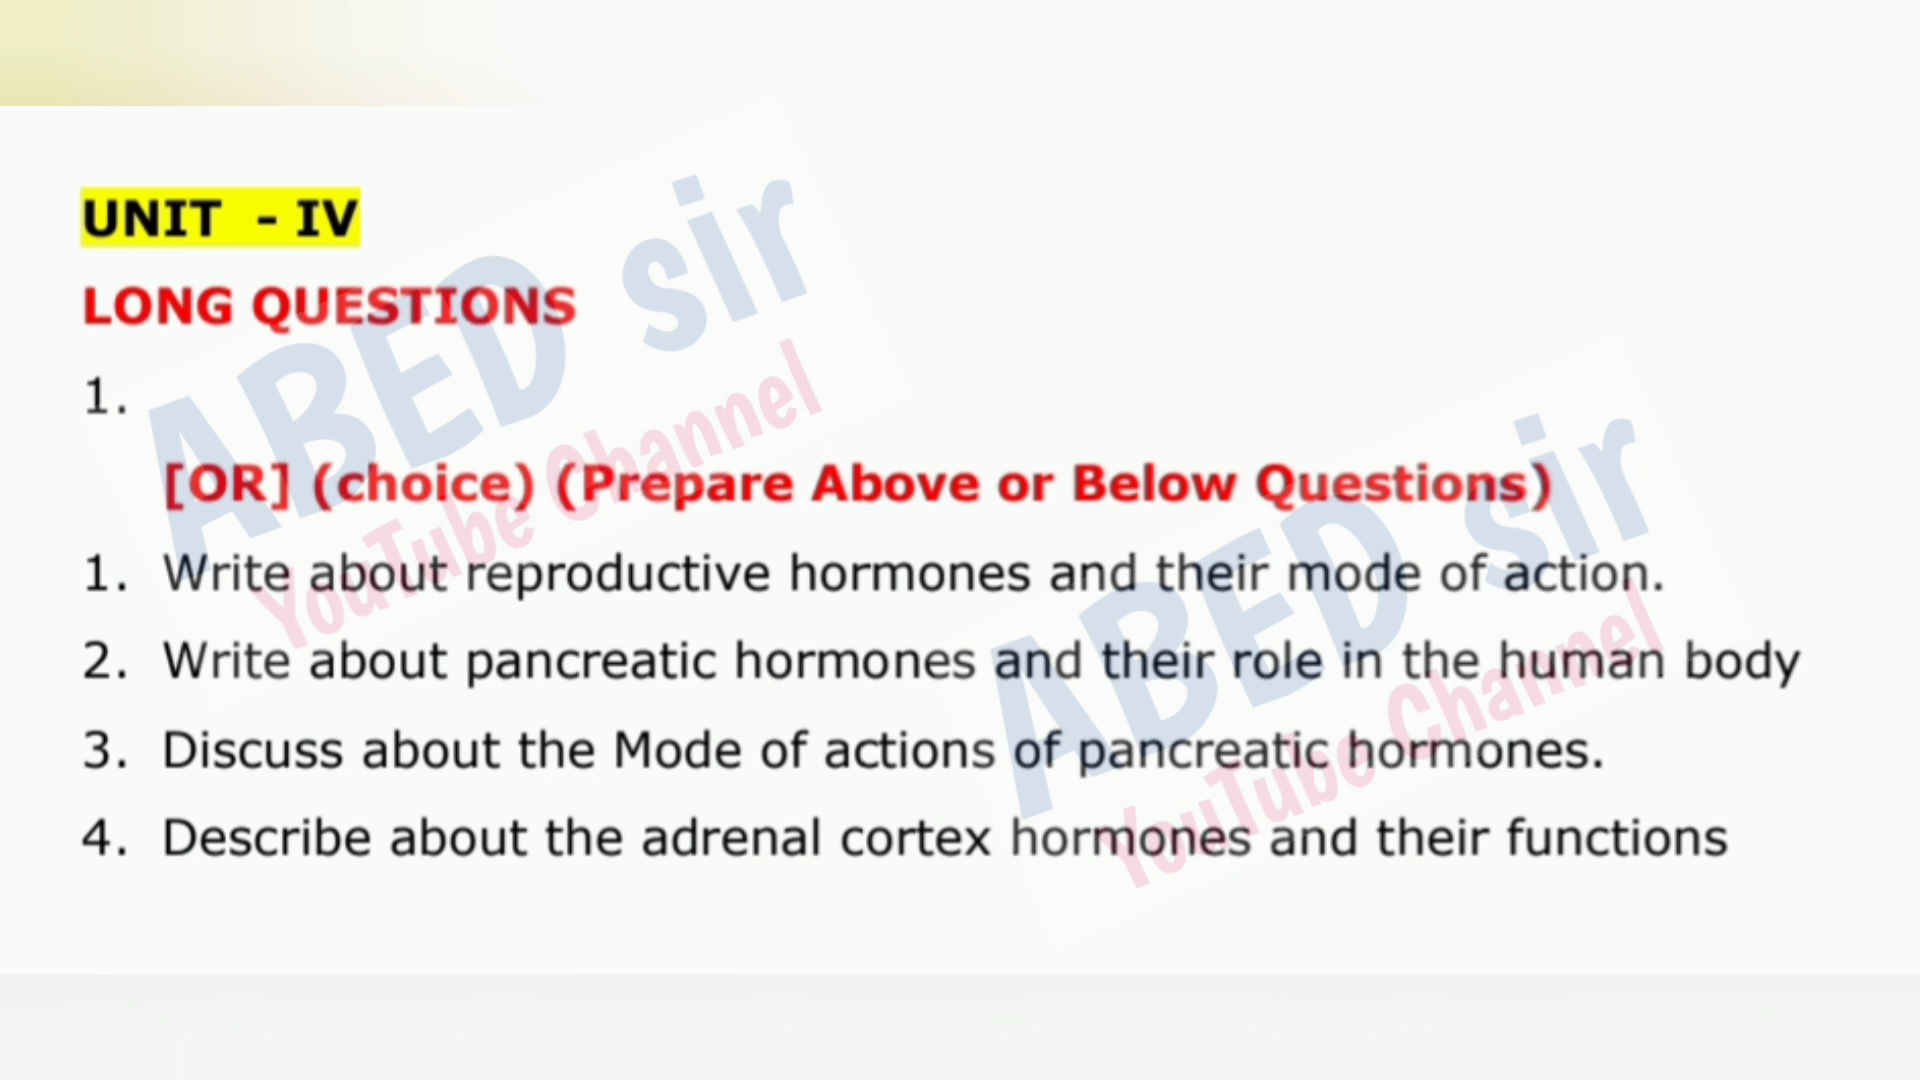 UNIT - IV
LONG QUESTIONS
1.
[OR] (choice) (Prepare Above or Below Questions)
1. Write about reproductive hormones and their mode of action.
2. Write about pancreatic hormones and their role in the human body
3. Discuss about the Mode of actions of pancreatic hormones.
4. Describe about the adrenal cortex hormones and their functions
ABED sir
YouTube Channel
ABED sir
YouTube Channel